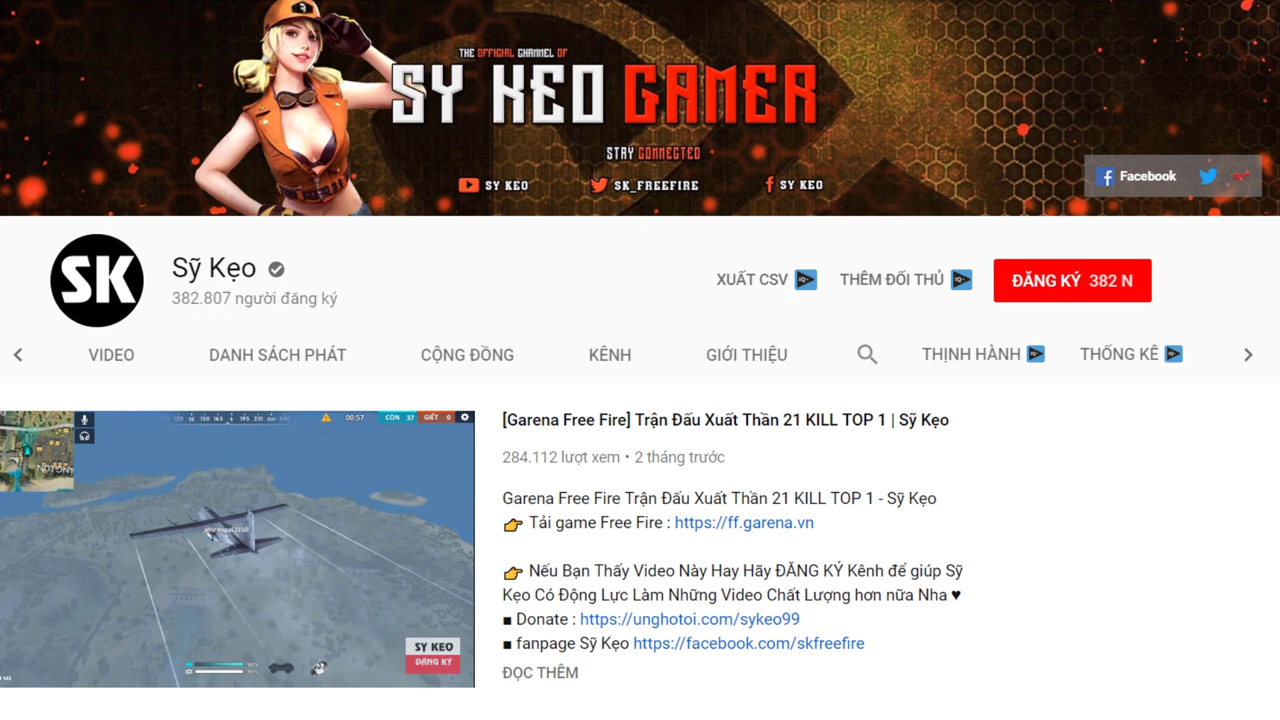 THE OFFICIAL CHANNEL OF
SY KEO GAMER
STAY CONNECTED
SY KEO
SK_FREEFIRE
SY KEO
Facebook
SK
Sỹ Kẹo
382.807 người đăng ký
XUẤT CSV
THÊM ĐỐI THỦ
ĐĂNG KÝ 382 N
VIDEO
DANH SÁCH PHÁT
CỘNG ĐỒNG
KÊNH
GIỚI THIỆU
THỊNH HÀNH
THỐNG KÊ
00:57
CÒN 37
GIẾT 0
SY KEO
ĐĂNG KÝ
[Garena Free Fire] Trận Đấu Xuất Thần 21 KILL TOP 1 | Sỹ Kẹo
284.112 lượt xem • 2 tháng trước
Garena Free Fire Trận Đấu Xuất Thần 21 KILL TOP 1 - Sỹ Kẹo
👉 Tải game Free Fire : https://ff.garena.vn
👉 Nếu Bạn Thấy Video Này Hay Hãy ĐĂNG KÝ Kênh để giúp Sỹ
Kẹo Có Động Lực Làm Những Video Chất Lượng hơn nữa Nha ♥
■ Donate : https://unghotoi.com/sykeo99
■ fanpage Sỹ Kẹo https://facebook.com/skfreefire
ĐỌC THÊM